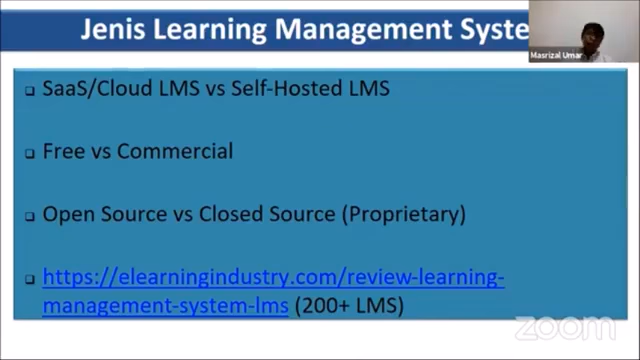 Jenis Learning Management Syste
Masrizal Umar
SaaS/Cloud LMS vs Self-Hosted LMS
Free vs Commercial
Open Source vs Closed Source (Proprietary)
https://elearningindustry.com/review-learning-
management-system-lms (200+ LMS)
zoom